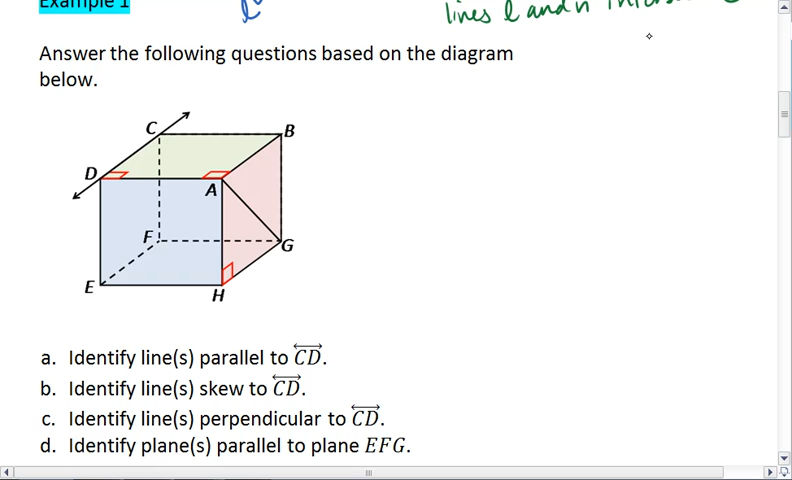 Example 1
l
lines l and n
Answer the following questions based on the diagram
below.
C
B
D
A
F
G
E
H
a. Identify line(s) parallel to CD.
b. Identify line(s) skew to CD.
c. Identify line(s) perpendicular to CD.
d. Identify plane(s) parallel to plane EFG.